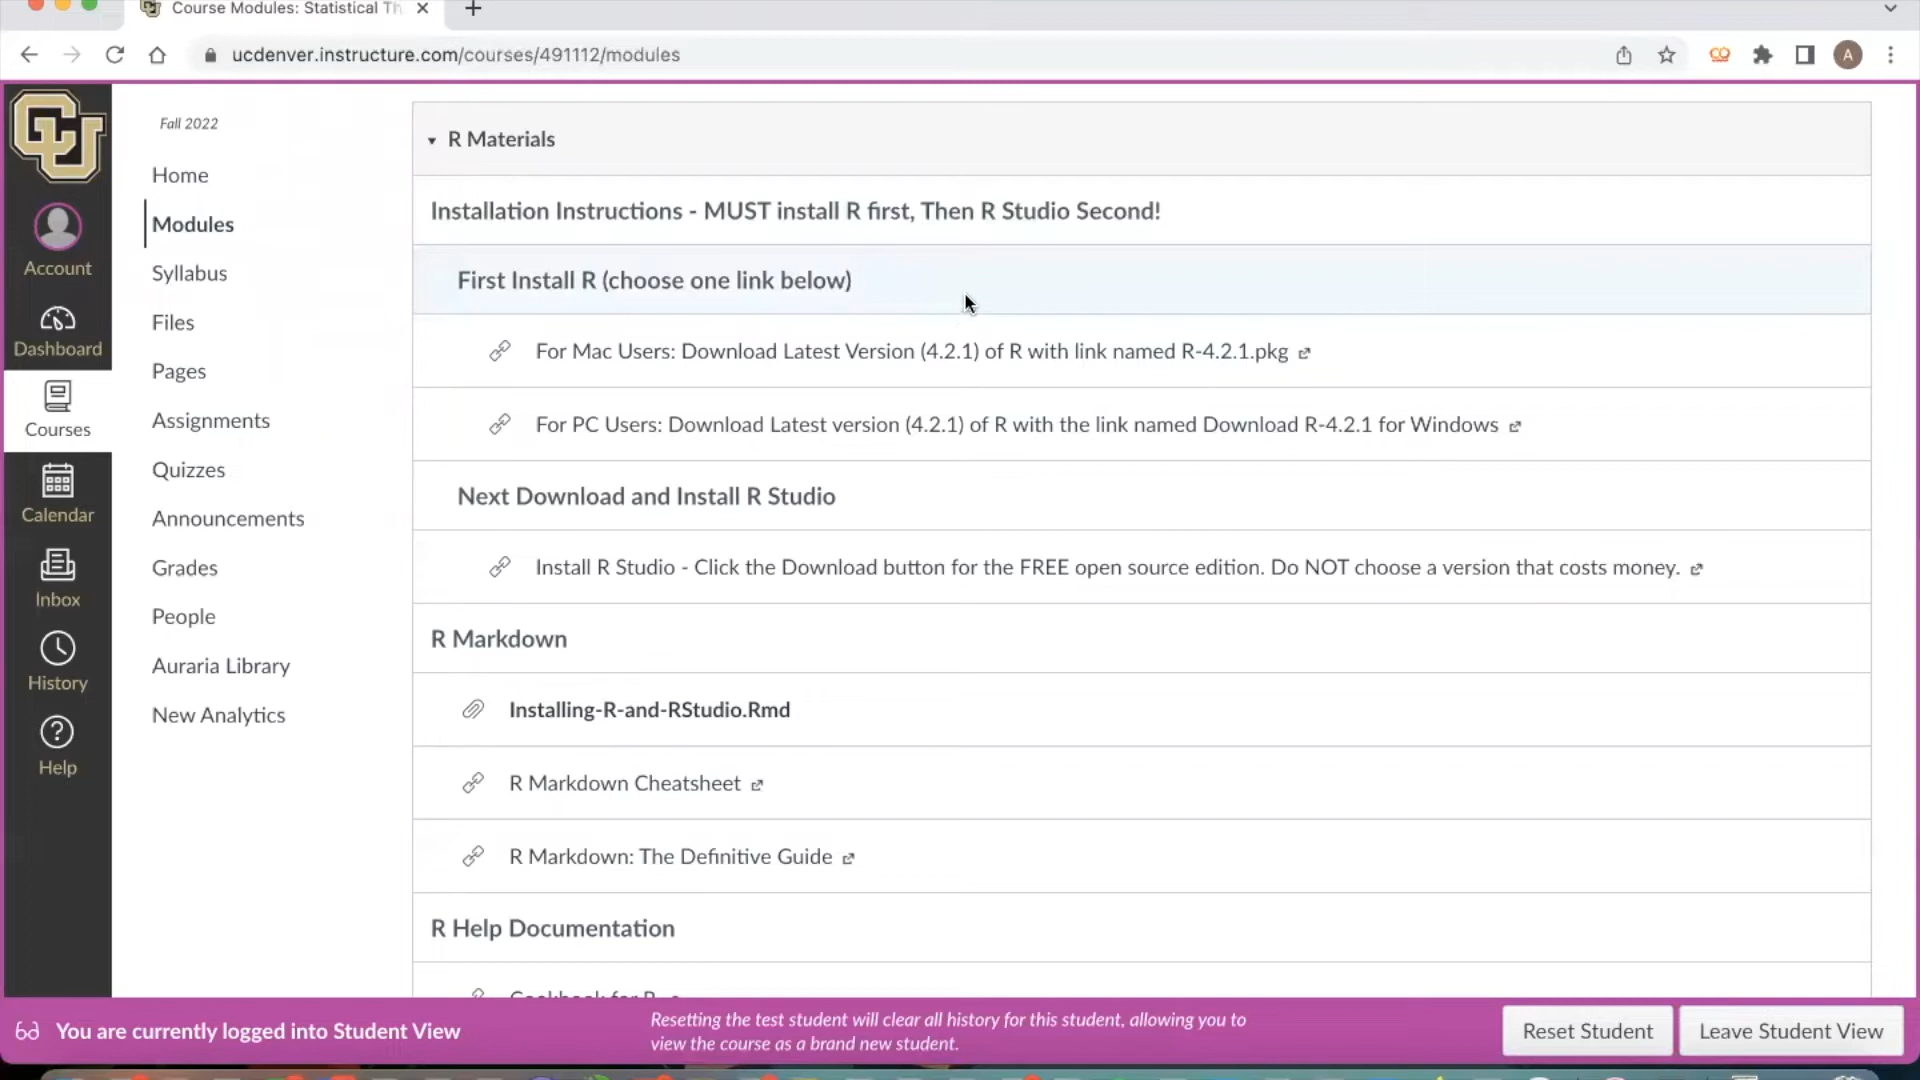 Course Modules: Statistical Th
ucdenver.instructure.com/courses/491112/modules
A
CU
Account
Dashboard
Courses
Calendar
Inbox
History
Help
Fall 2022
Home
Modules
Syllabus
Files
Pages
Assignments
Quizzes
Announcements
Grades
People
Auraria Library
New Analytics
R Materials
Installation Instructions - MUST install R first, Then R Studio Second!
First Install R (choose one link below)
For Mac Users: Download Latest Version (4.2.1) of R with link named R-4.2.1.pkg
For PC Users: Download Latest version (4.2.1) of R with the link named Download R-4.2.1 for Windows
Next Download and Install R Studio
Install R Studio - Click the Download button for the FREE open source edition. Do NOT choose a version that costs money.
R Markdown
Installing-R-and-RStudio.Rmd
R Markdown Cheatsheet
R Markdown: The Definitive Guide
R Help Documentation
Cookbook for R
You are currently logged into Student View
Resetting the test student will clear all history for this student, allowing you to
view the course as a brand new student.
Reset Student
Leave Student View